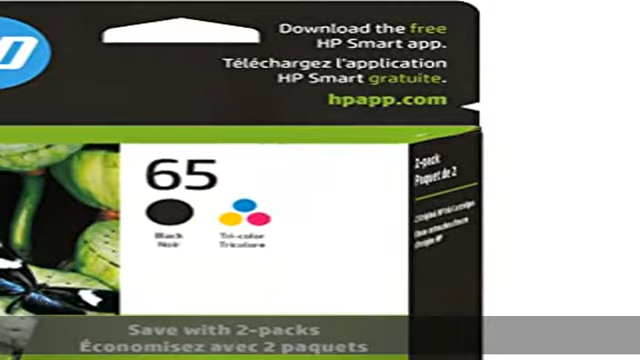 Download the free
HP Smart app.
Téléchargez l'application
HP Smart gratuite.
hpapp.com
65
Black
Noir
Tri-color
Tricolore
2-pack
Paquet de 2
Save with 2-packs
Économisez avec 2 paquets